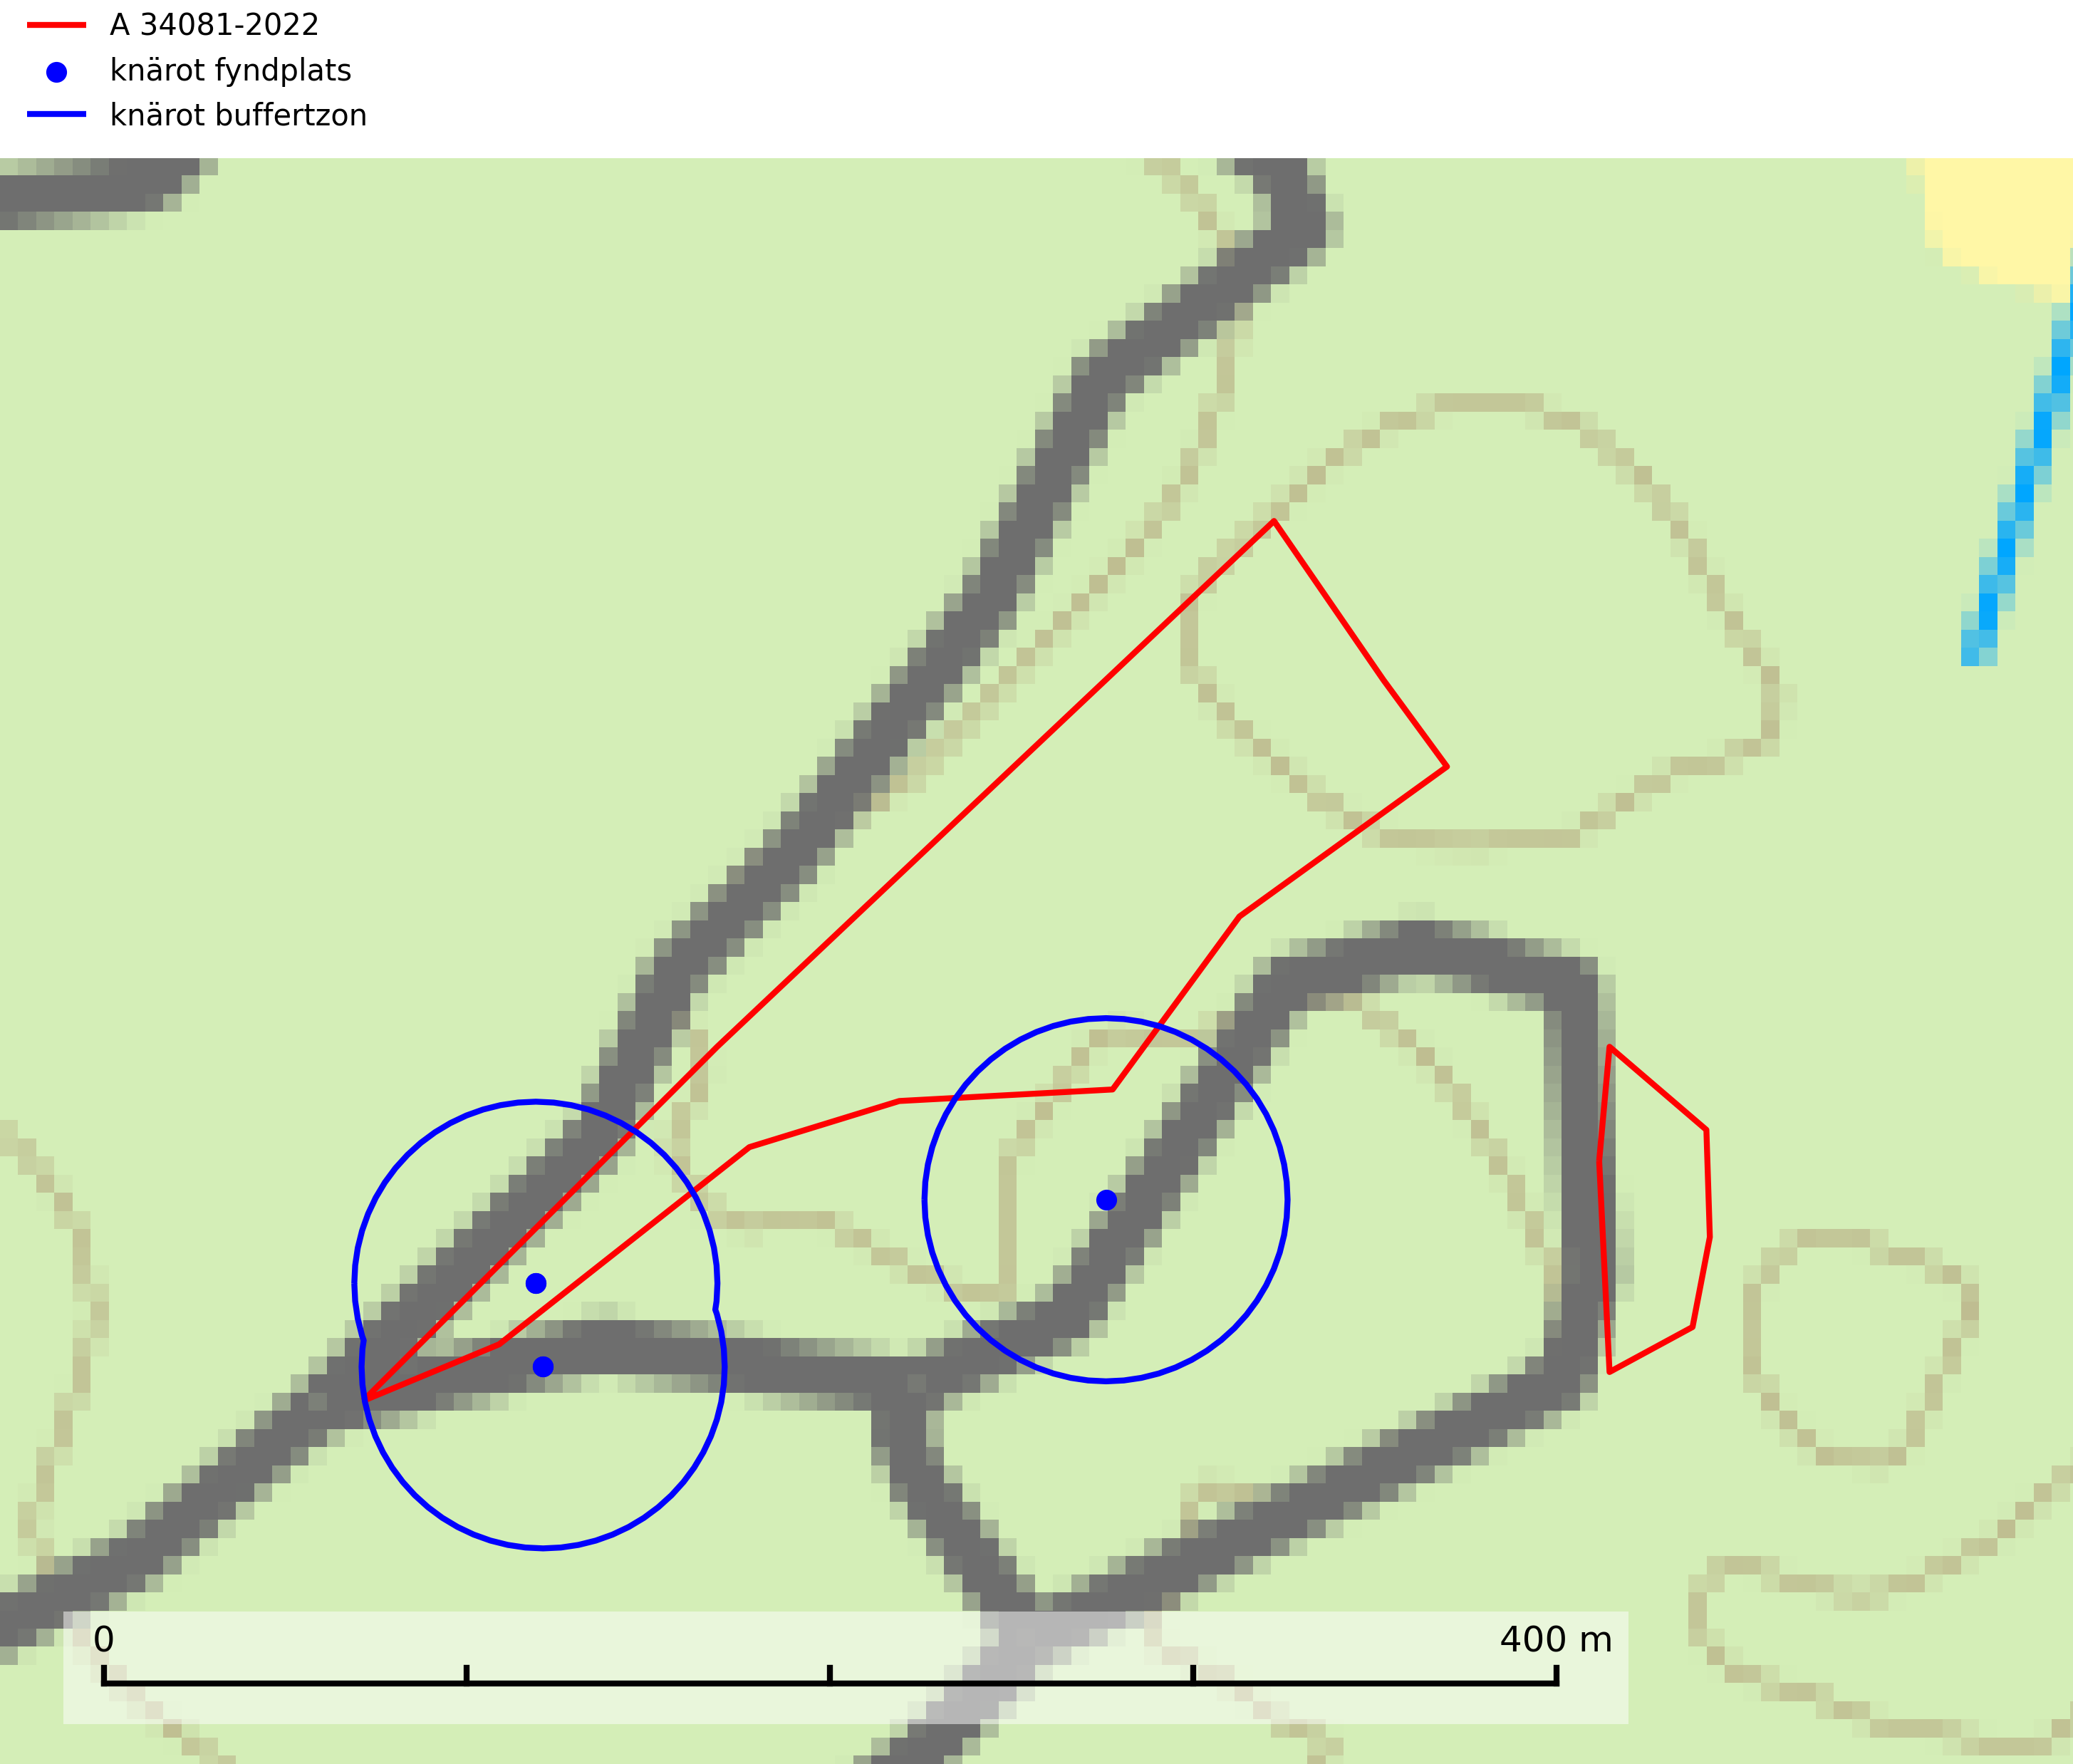 A 34081-2022
knärot fyndplats
knärot buffertzon
0 400 m